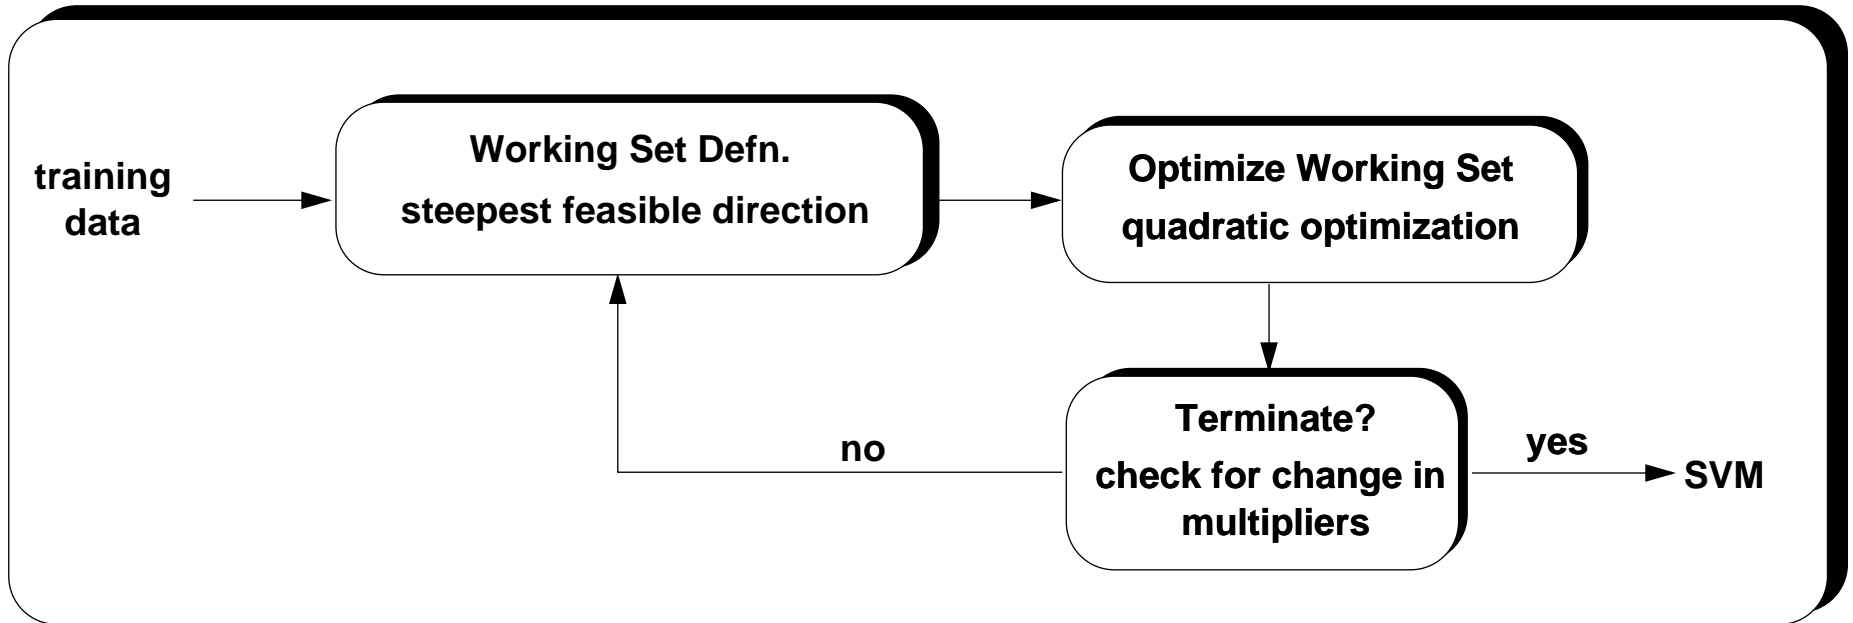 training
data
Working Set Defn.
steepest feasible direction
Optimize Working Set
quadratic optimization
Terminate?
check for change in
multipliers
no
yes
SVM